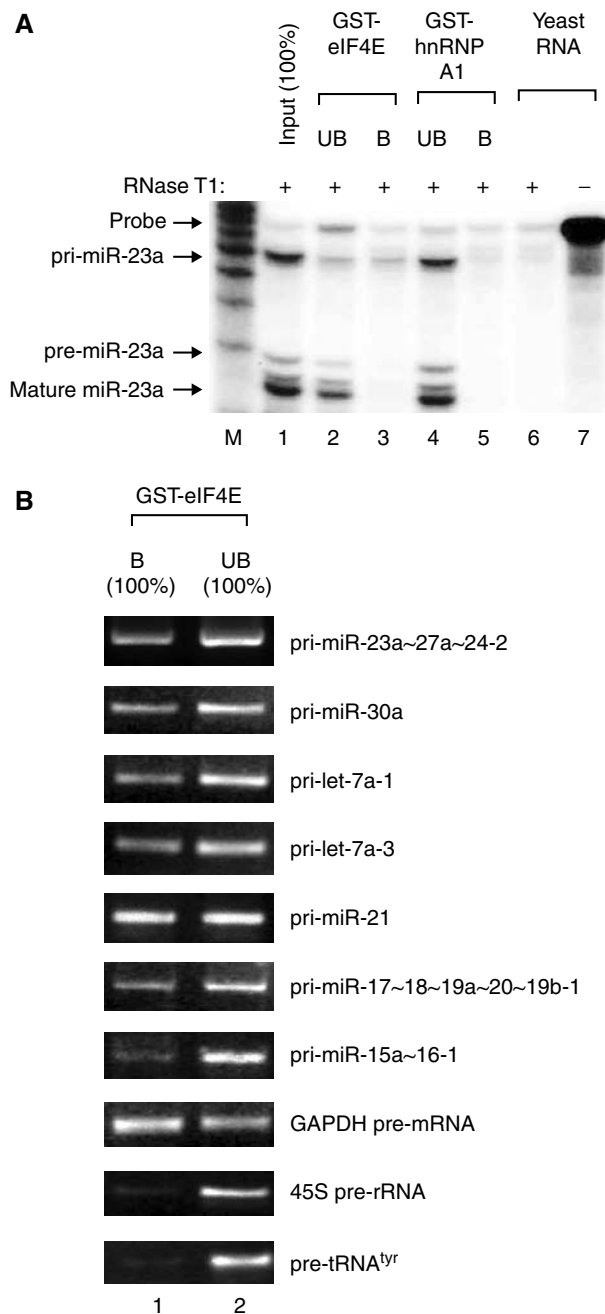 A
Input (100%)
GST-
eIF4E
GST-
hnRNP
A1
Yeast
RNA
UB B UB B
RNase T1: + + + + + + −
Probe
pri-miR-23a
pre-miR-23a
Mature miR-23a
M 1 2 3 4 5 6 7
B
GST-eIF4E
B UB
(100%) (100%)
pri-miR-23a~27a~24-2
pri-miR-30a
pri-let-7a-1
pri-let-7a-3
pri-miR-21
pri-miR-17~18~19a~20~19b-1
pri-miR-15a~16-1
GAPDH pre-mRNA
45S pre-rRNA
pre-tRNAtyr
1 2